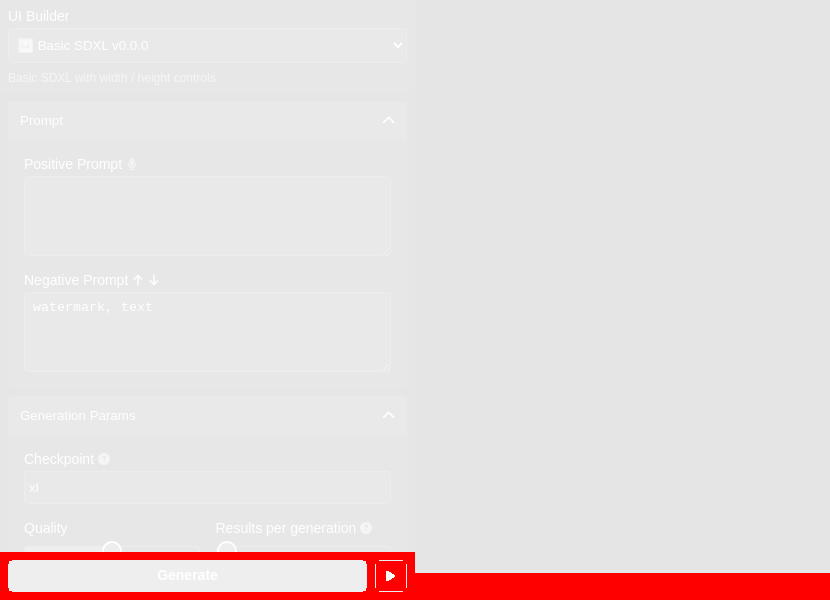 UI Builder
Basic SDXL v0.0.0
Basic SDXL with width / height controls
Prompt
Positive Prompt
Negative Prompt
watermark, text
Generation Params
Checkpoint
xl
Quality Results per generation
Generate